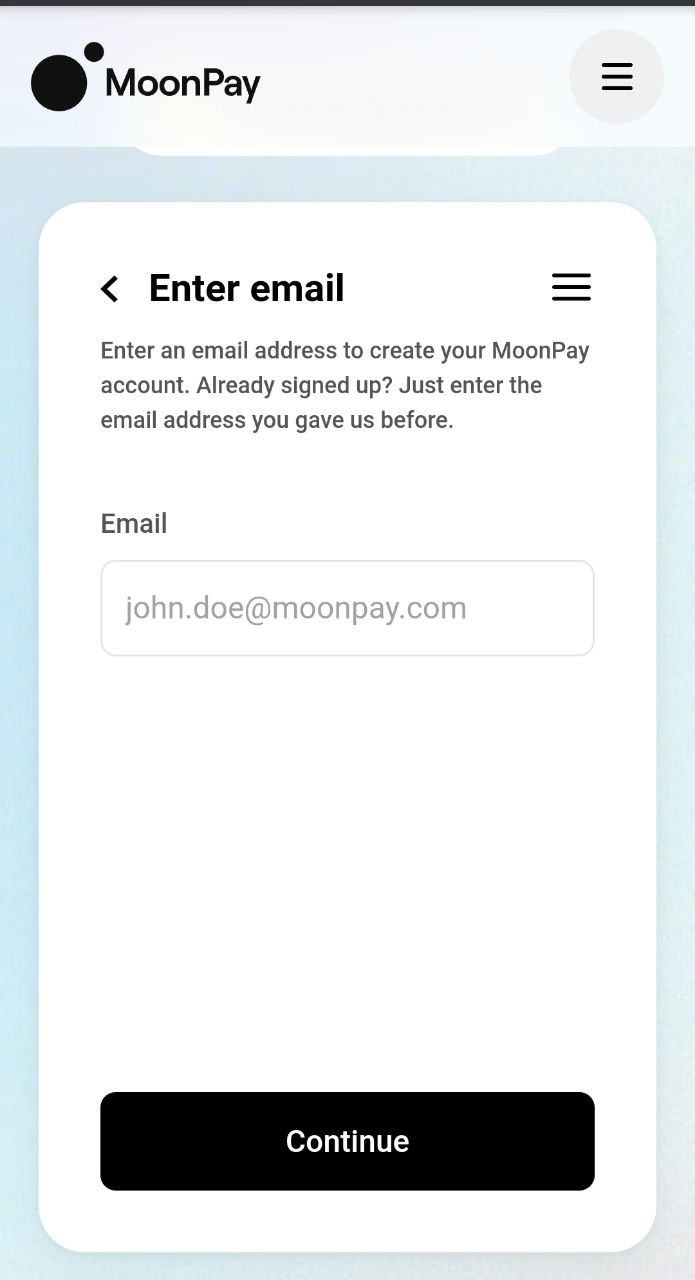 MoonPay
Enter email
Enter an email address to create your MoonPay
account. Already signed up? Just enter the
email address you gave us before.
Email
john.doe@moonpay.com
Continue